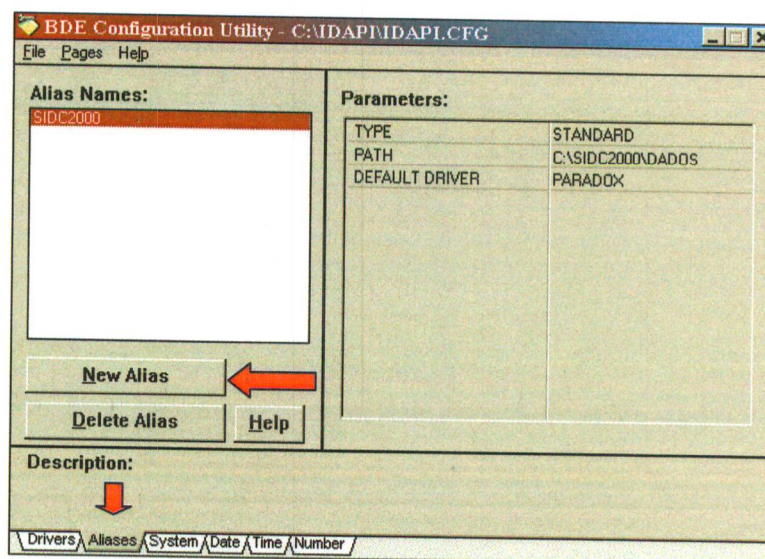 BDE Configuration Utility - C:\IDAPI\IDAPI.CFG
File Pages Help
Alias Names:
SIDC2000
New Alias
Delete Alias
Help
Parameters:
TYPE STANDARD
PATH C:\SIDC2000\DADOS
DEFAULT DRIVER PARADOX
Description:
Drivers Aliases System Date Time Number